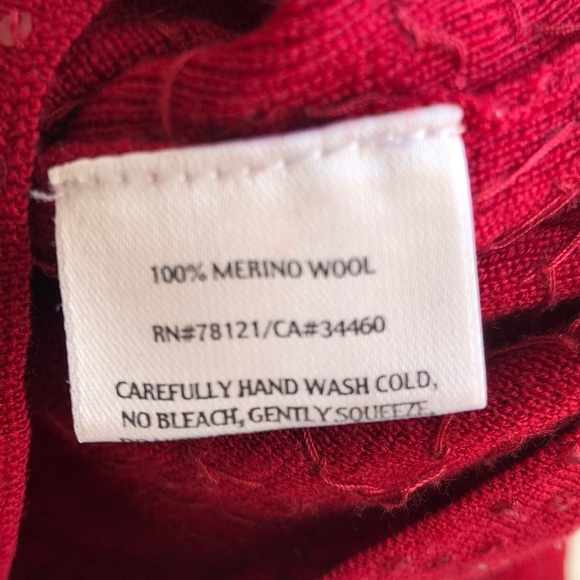 100% MERINO WOOL
RN#78121/CA#34460
CAREFULLY HAND WASH COLD,
NO BLEACH, GENTLY SQUEEZE,